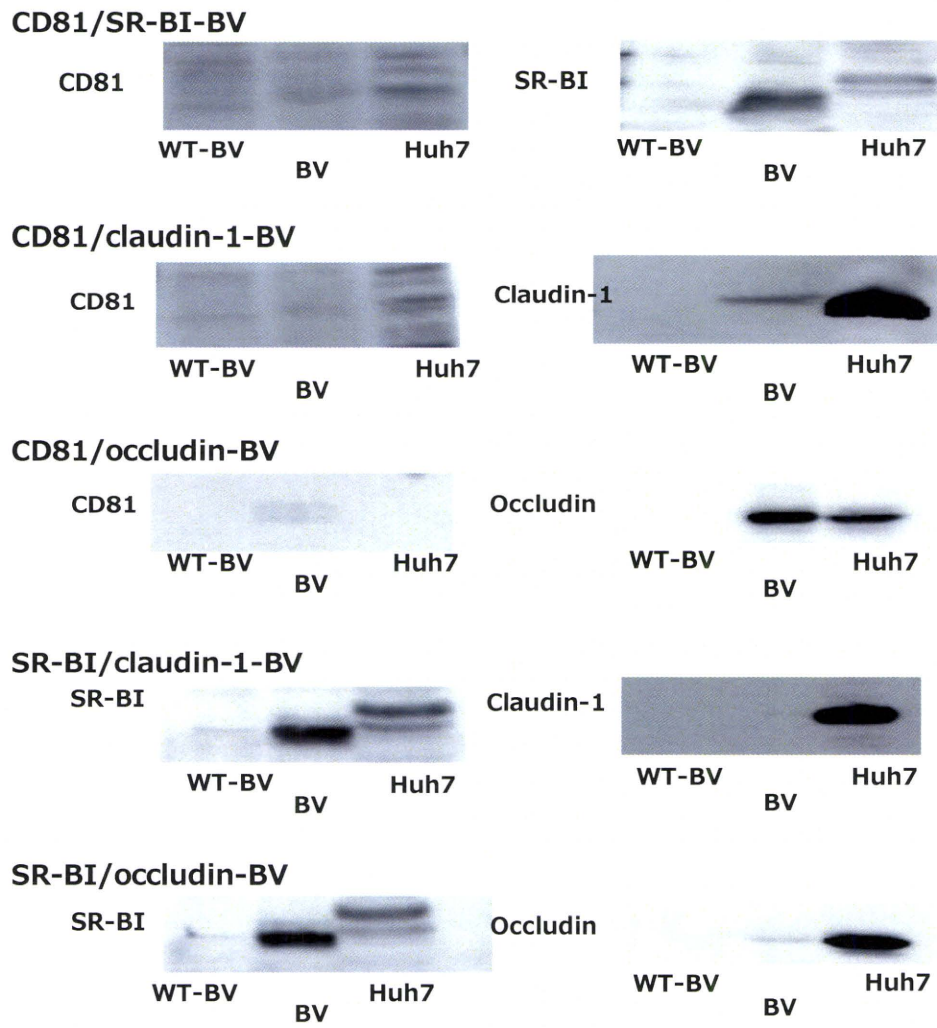 CD81/SR-BI-BV
CD81
SR-BI
WT-BV
BV
Huh7
WT-BV
BV
Huh7
CD81/claudin-1-BV
CD81
Claudin-1
WT-BV
BV
Huh7
WT-BV
BV
Huh7
CD81/occludin-BV
CD81
Occludin
WT-BV
BV
Huh7
WT-BV
BV
Huh7
SR-BI/claudin-1-BV
SR-BI
Claudin-1
WT-BV
BV
Huh7
WT-BV
BV
Huh7
SR-BI/occludin-BV
SR-BI
Occludin
WT-BV
BV
Huh7
WT-BV
BV
Huh7